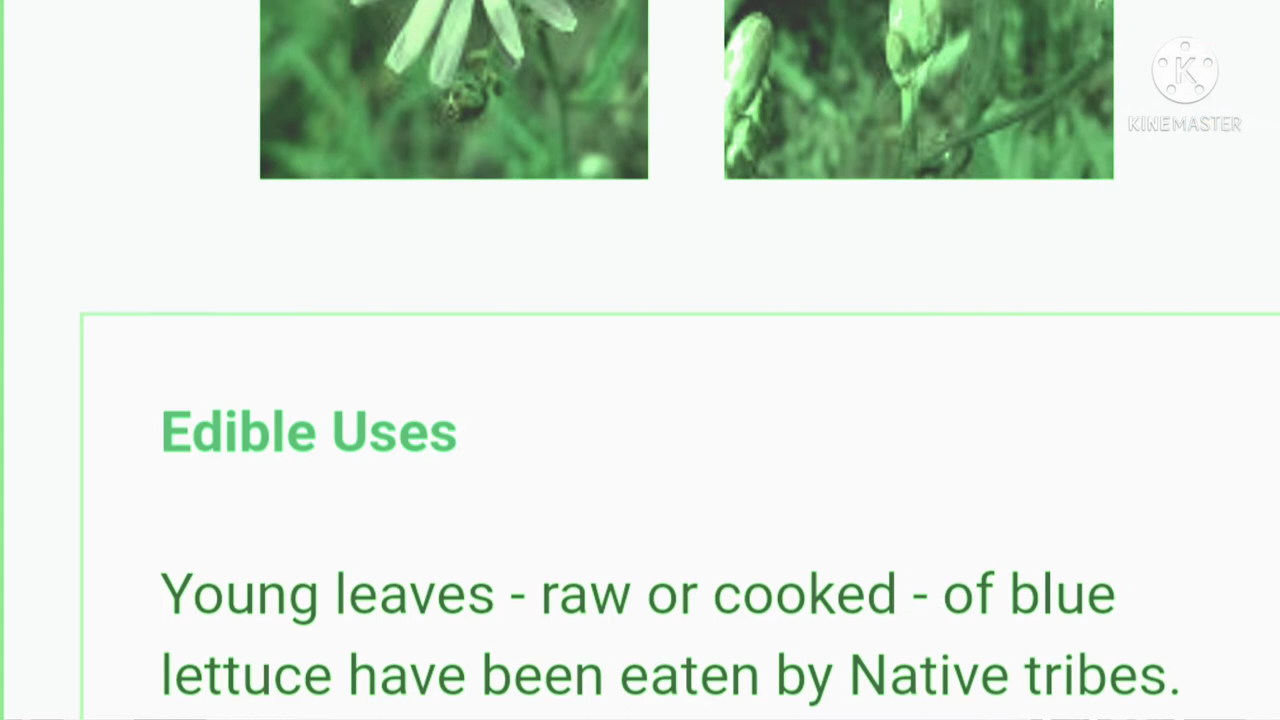 K
KINEMASTER
Edible Uses
Young leaves - raw or cooked - of blue
lettuce have been eaten by Native tribes.